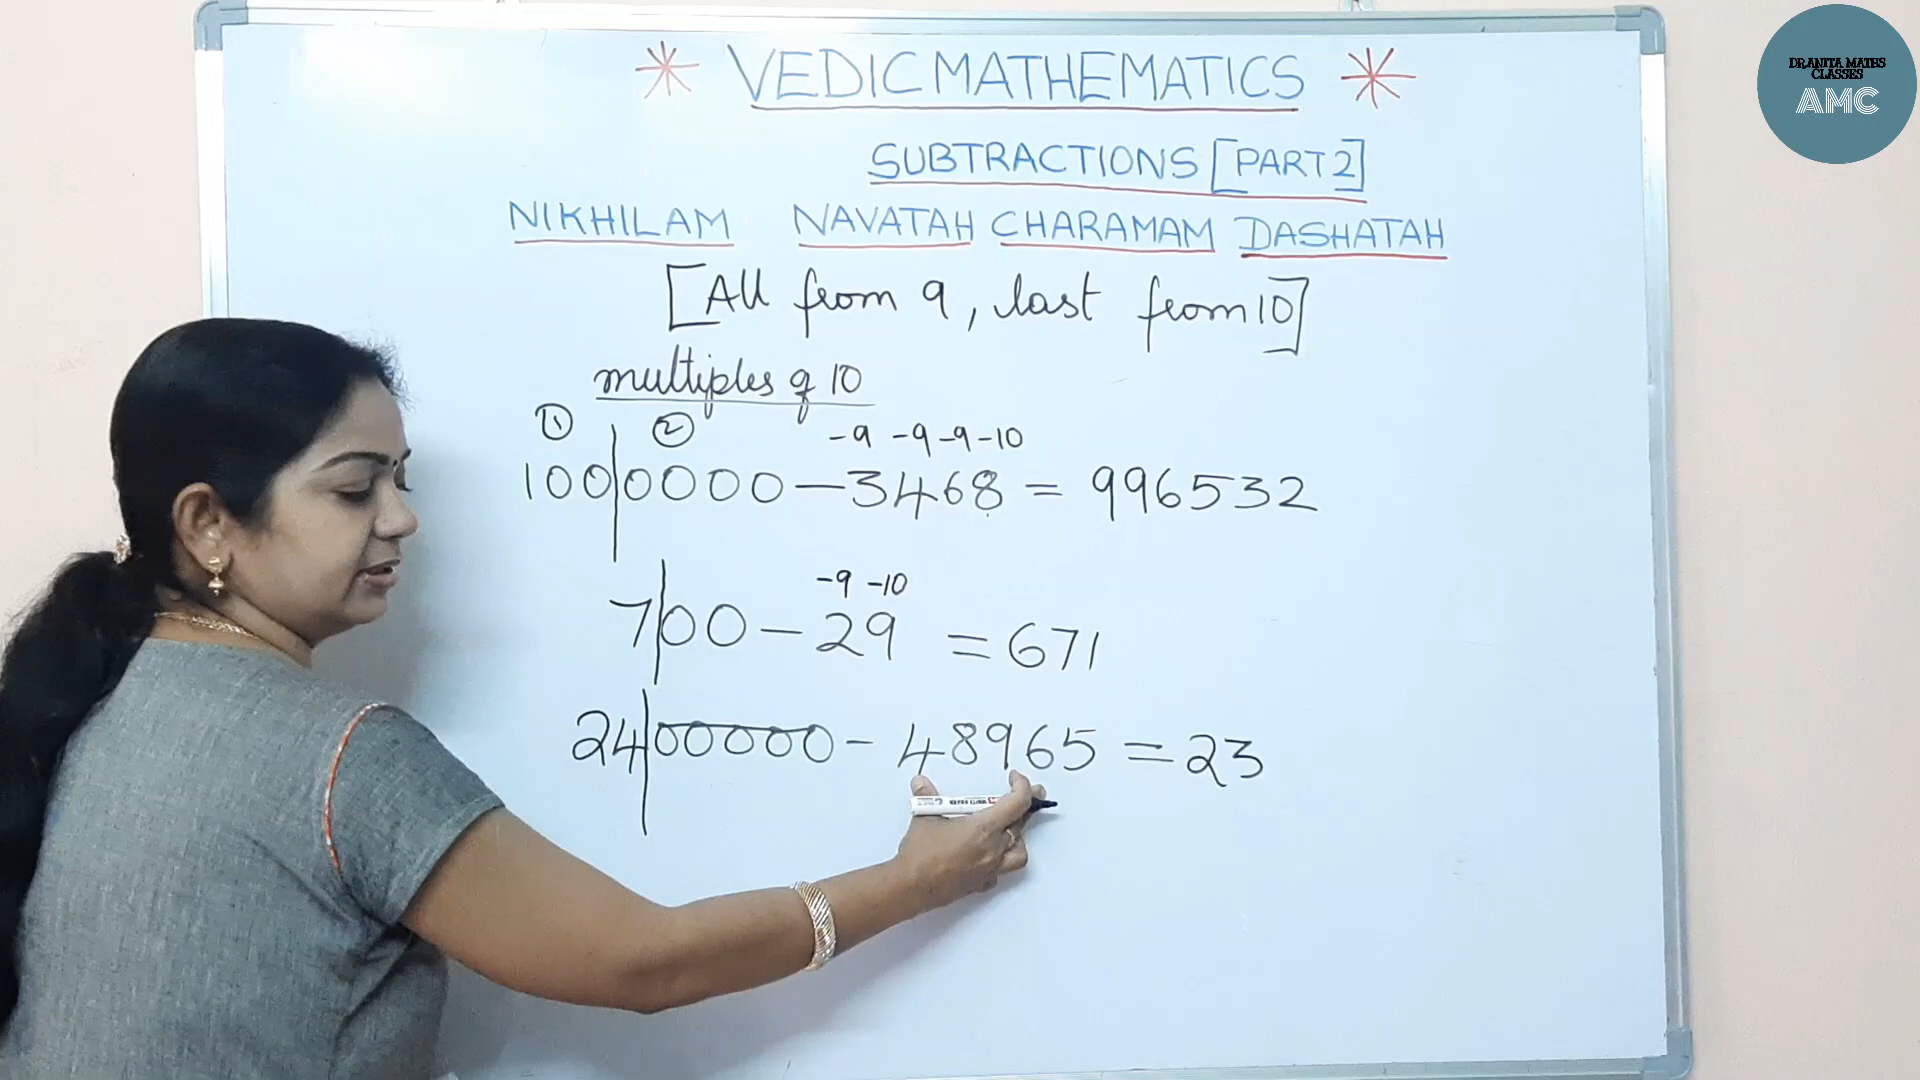 DR.ANITA MATHS
CLASSES
AMC
* VEDIC MATHEMATICS *
SUBTRACTIONS [PART 2]
NIKHILAM NAVATAH CHARAMAM DASHATAH
[All from 9, last from 10]
multiples of 10
① ② -9 -9 -9 -10
100|0000 - 3468 = 996532
-9 -10
7|00 - 29 = 671
24|00000 - 48965 = 23